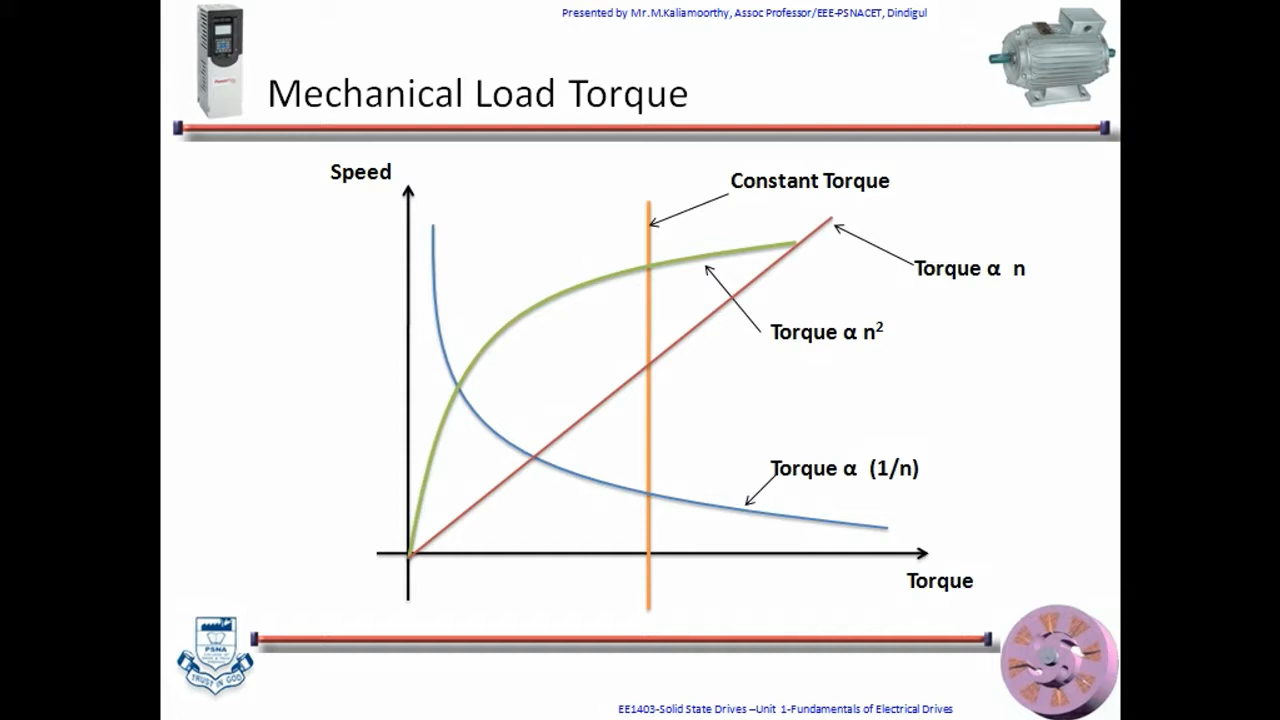 Presented by Mr.M.Kaliamoorthy, Assoc Professor/EEE-PSNACET, Dindigul
Mechanical Load Torque
Speed
Constant Torque
Torque α n
Torque α n²
Torque α (1/n)
Torque
PSNA
TRUST IN GOD
EE1403-Solid State Drives –Unit 1-Fundamentals of Electrical Drives